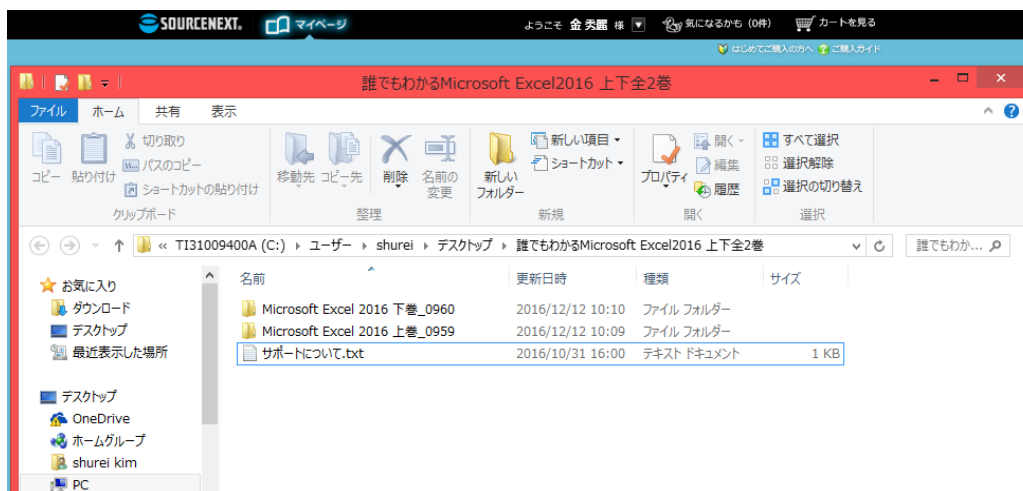 SOURCENEXT. マイページ ようこそ 金 秀麗 様 気になるかも (0件) カートを見る
はじめてご購入の方へ ご購入ガイド
誰でもわかるMicrosoft Excel2016 上下全2巻
ファイル ホーム 共有 表示
コピー 貼り付け 切り取り パスのコピー ショートカットの貼り付け
移動先 コピー先 削除 名前の変更
新しいフォルダー 新しい項目 ショートカット
プロパティ 開く 編集 履歴
すべて選択 選択解除 選択の切り替え
クリップボード 整理 新規 開く 選択
« TI31009400A (C:) ユーザー shurei デスクトップ 誰でもわかるMicrosoft Excel2016 上下全2巻 誰でもわか...
名前 更新日時 種類 サイズ
お気に入り
ダウンロード
デスクトップ
最近表示した場所
Microsoft Excel 2016 下巻_0960 2016/12/12 10:10 ファイル フォルダー
Microsoft Excel 2016 上巻_0959 2016/12/12 10:09 ファイル フォルダー
サポートについて.txt 2016/10/31 16:00 テキスト ドキュメント 1 KB
デスクトップ
OneDrive
ホームグループ
shurei kim
PC